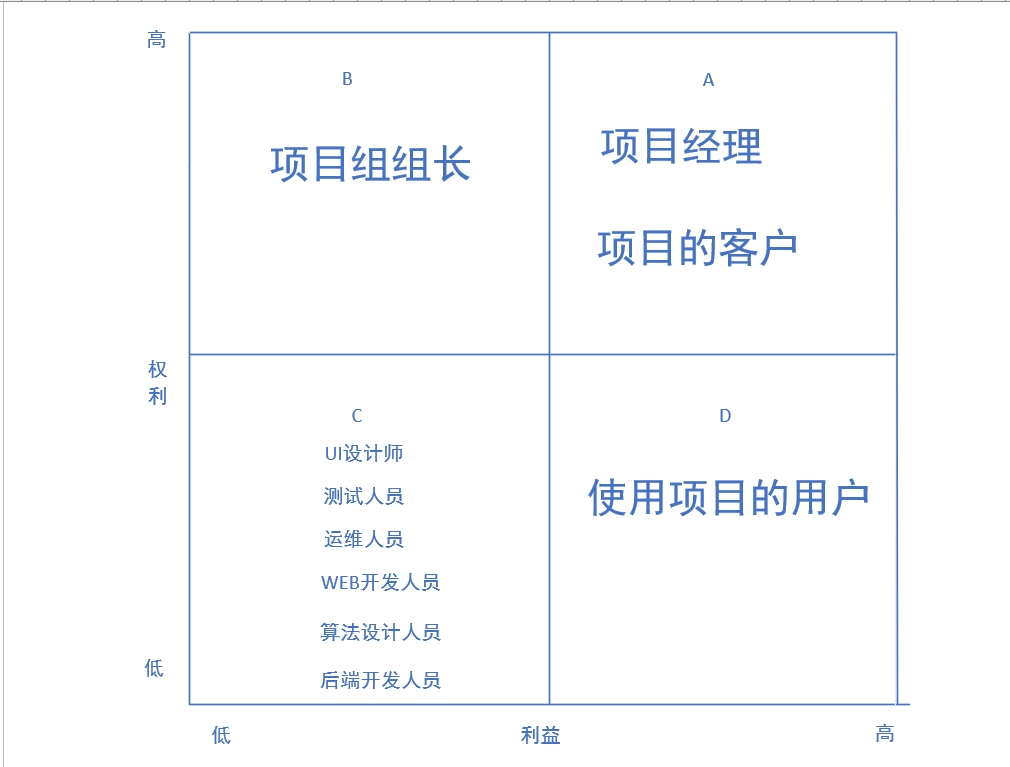 高
B
A
项目组组长
项目经理
项目的客户
权
利
C
D
UI设计师
测试人员
使用项目的用户
运维人员
WEB开发人员
算法设计人员
低
后端开发人员
低
利益
高